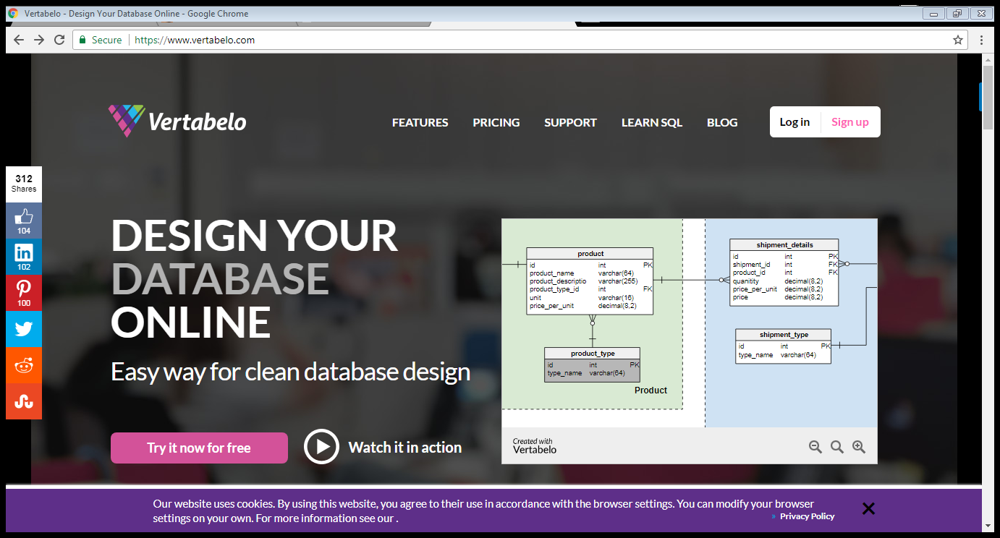 Vertabelo - Design Your Database Online - Google Chrome
Secure https://www.vertabelo.com
Vertabelo
FEATURES PRICING SUPPORT LEARN SQL BLOG Log in Sign up
312
Shares
104
in
102
100
DESIGN YOUR
DATABASE
ONLINE
Easy way for clean database design
Try it now for free
Watch it in action
product
id int PK
product_name varchar(64)
product_descriptio varchar(255)
product_type_id int FK
unit varchar(16)
price_per_unit decimal(8,2)
product_type
id int PK
type_name varchar(64)
Product
shipment_details
id int PK
shipment_id int FK
product_id int FK
quanitity decimal(8,2)
price_per_unit decimal(8,2)
price decimal(8,2)
shipment_type
id int PK
type_name varchar(64)
Created with
Vertabelo
Our website uses cookies. By using this website, you agree to their use in accordance with the browser settings. You can modify your browser
settings on your own. For more information see our .
» Privacy Policy